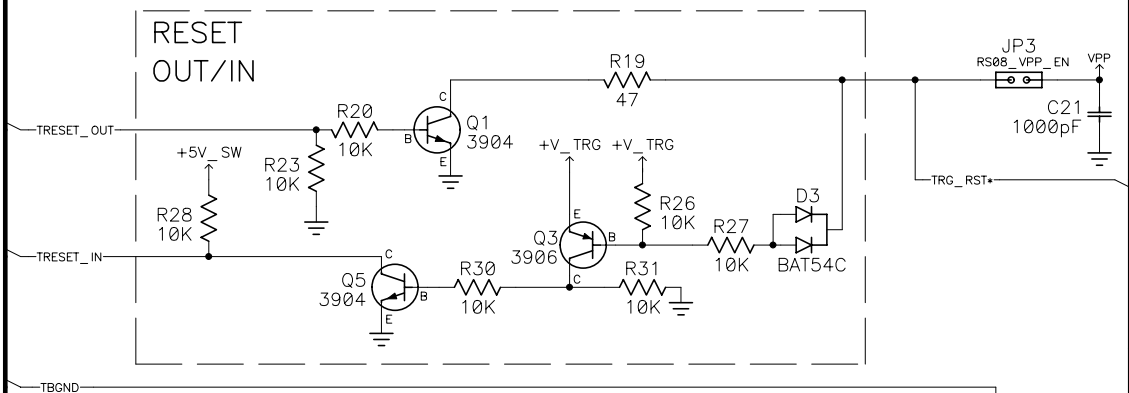 RESET
OUT/IN
R19
47
JP3
RS08_VPP_EN
VPP
C21
1000pF
TRESET_OUT
R20
10K
C
B
E
Q1
3904
+5V_SW
R23
10K
+V_TRG
+V_TRG
TRG_RST*
R28
10K
R26
10K
D3
BAT54C
R27
10K
E
Q3
3906
B
C
TRESET_IN
C
Q5
3904
B
E
R30
10K
R31
10K
TBGND